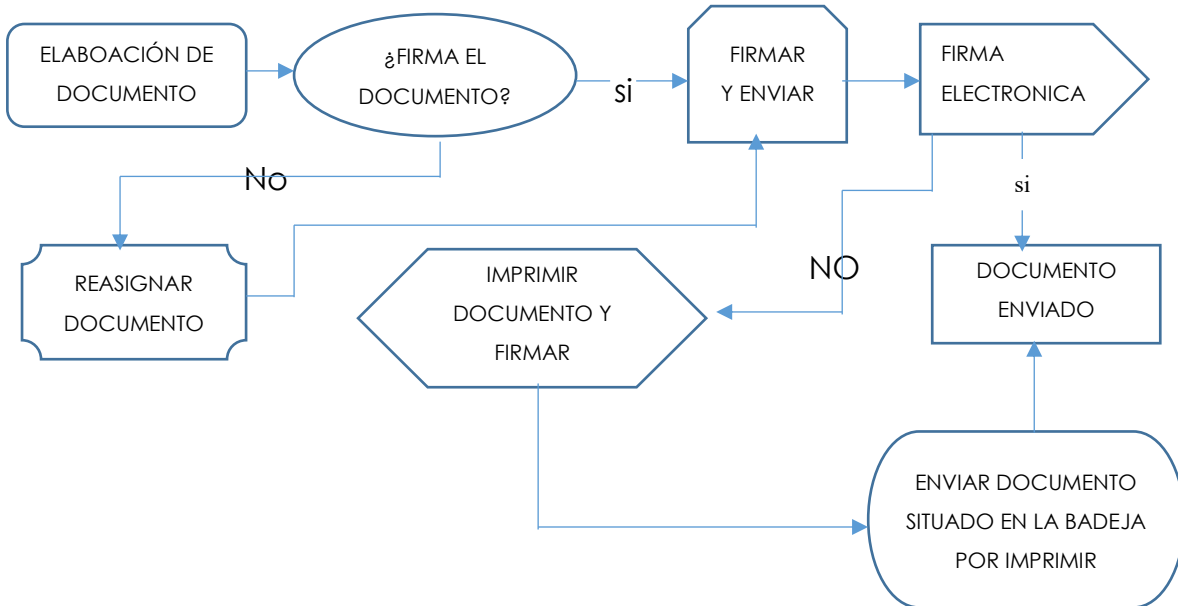 ELABOACIÓN DE
DOCUMENTO
¿FIRMA EL
DOCUMENTO?
si
FIRMAR
Y ENVIAR
FIRMA
ELECTRONICA
No
si
REASIGNAR
DOCUMENTO
IMPRIMIR
DOCUMENTO Y
FIRMAR
NO
DOCUMENTO
ENVIADO
ENVIAR DOCUMENTO
SITUADO EN LA BADEJA
POR IMPRIMIR